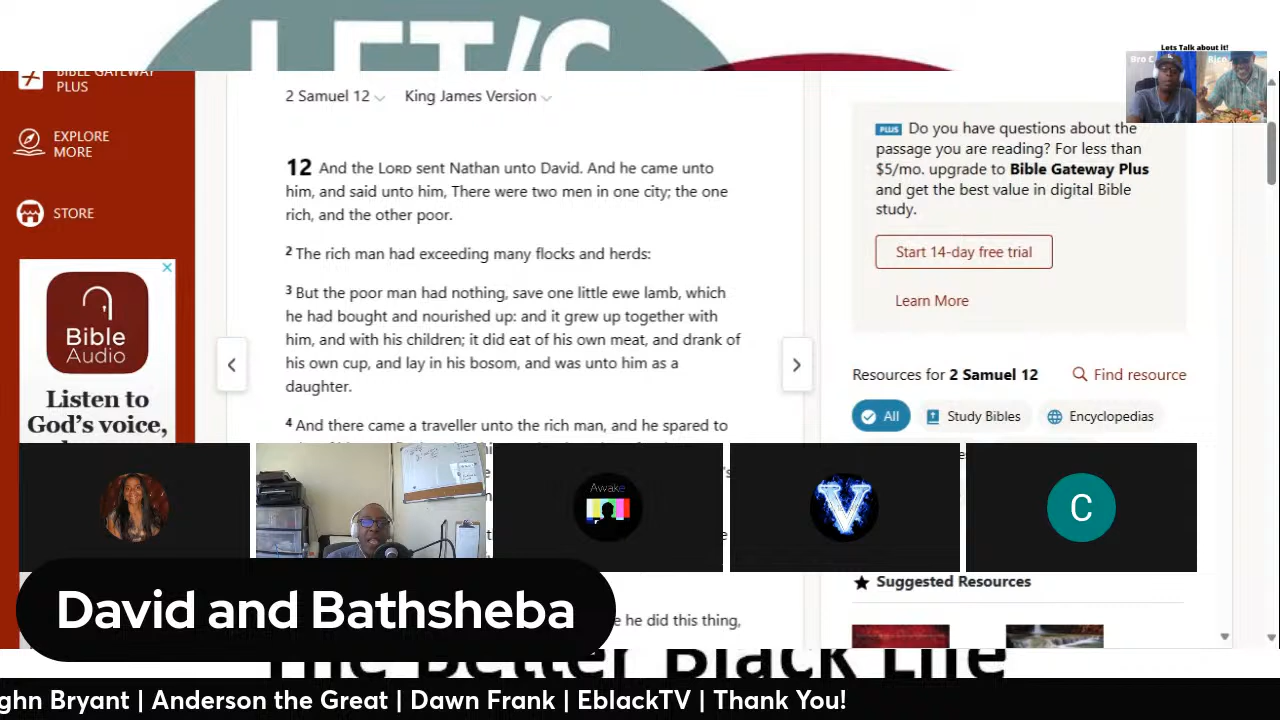 LET'S
Lets Talk about it!
Bro C
Rico
BIBLE GATEWAY
PLUS
EXPLORE
MORE
STORE
Bible
Audio
Listen to
God's voice,
2 Samuel 12
King James Version
12 And the LORD sent Nathan unto David. And he came unto
him, and said unto him, There were two men in one city; the one
rich, and the other poor.
2 The rich man had exceeding many flocks and herds:
3 But the poor man had nothing, save one little ewe lamb, which
he had bought and nourished up: and it grew up together with
him, and with his children; it did eat of his own meat, and drank of
his own cup, and lay in his bosom, and was unto him as a
daughter.
4 And there came a traveller unto the rich man, and he spared to
e he did this thing,
PLUS Do you have questions about the
passage you are reading? For less than
$5/mo. upgrade to Bible Gateway Plus
and get the best value in digital Bible
study.
Start 14-day free trial
Learn More
Resources for 2 Samuel 12
Find resource
All
Study Bibles
Encyclopedias
Awake
V
C
Suggested Resources
David and Bathsheba
The Better Black Life
ghn Bryant | Anderson the Great | Dawn Frank | EblackTV | Thank You!